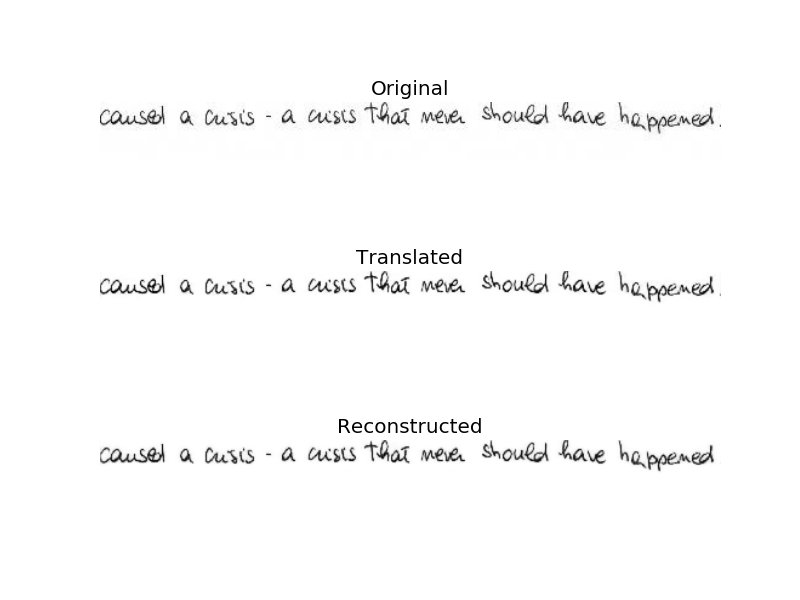 Original
caused a crisis - a crisis that never should have happened.
Translated
caused a crisis - a crisis that never should have happened.
Reconstructed
caused a crisis - a crisis that never should have happened